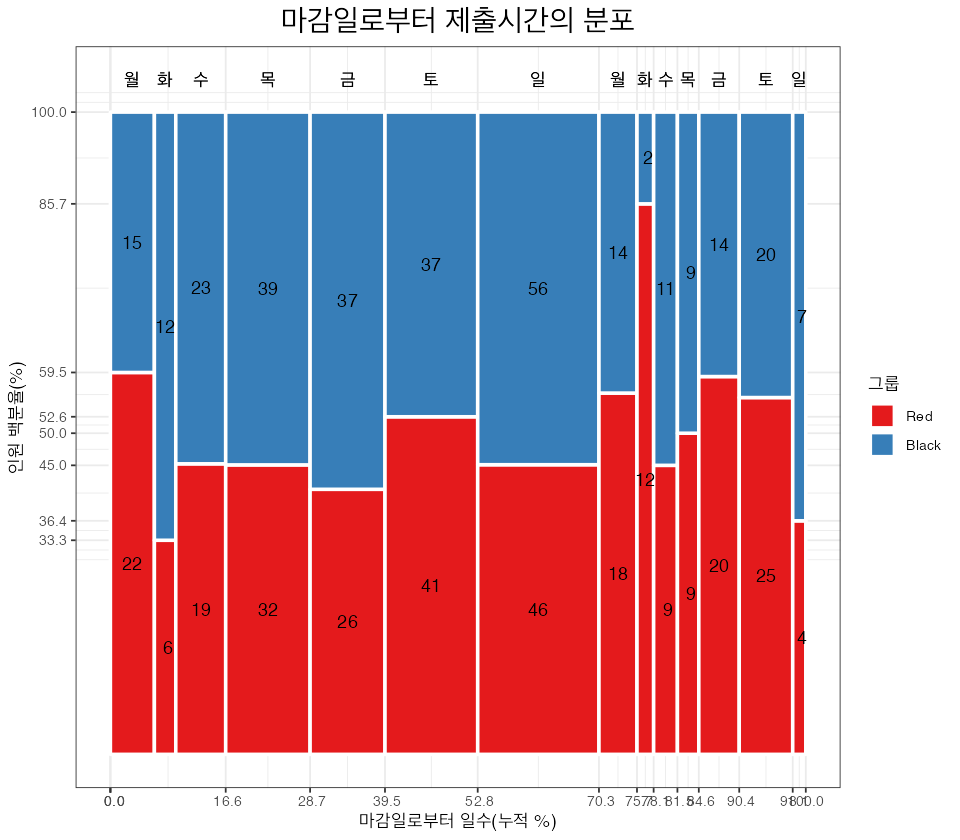 마감일로부터 제출시간의 분포
월 화 수 목 금 토 일 월 화 수 목 금 토 일
100.0
85.7
59.5
52.6
50.0
45.0
36.4
33.3
인원 백분율(%)
15 12 23 39 37 37 56 14 2 11 9 14 20 7
22 6 19 32 26 41 46 18 12 9 9 20 25 4
0.0 16.6 28.7 39.5 52.8 70.3 90.4
마감일로부터 일수(누적 %)
그룹
Red
Black